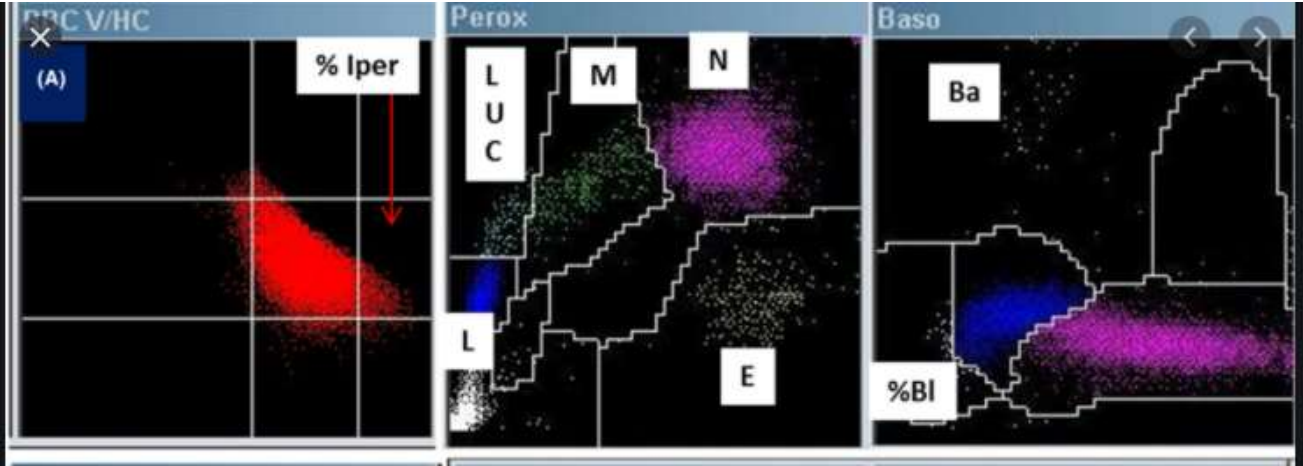 RBC V/HC
(A)
% Iper
Perox
L
U
C
M
N
L
E
Baso
Ba
%Bl